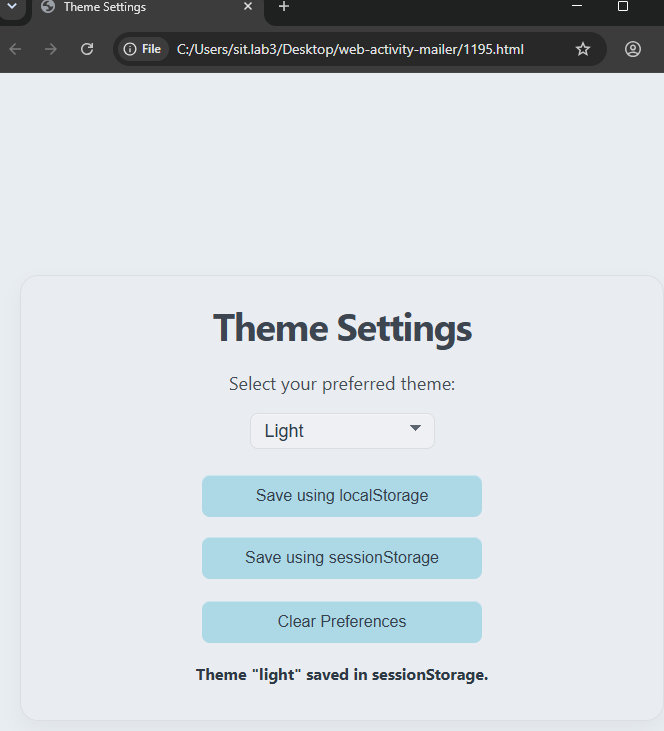 Theme Settings
File
C:/Users/sit.lab3/Desktop/web-activity-mailer/1195.html
Theme Settings
Select your preferred theme:
Light
Save using localStorage
Save using sessionStorage
Clear Preferences
Theme "light" saved in sessionStorage.